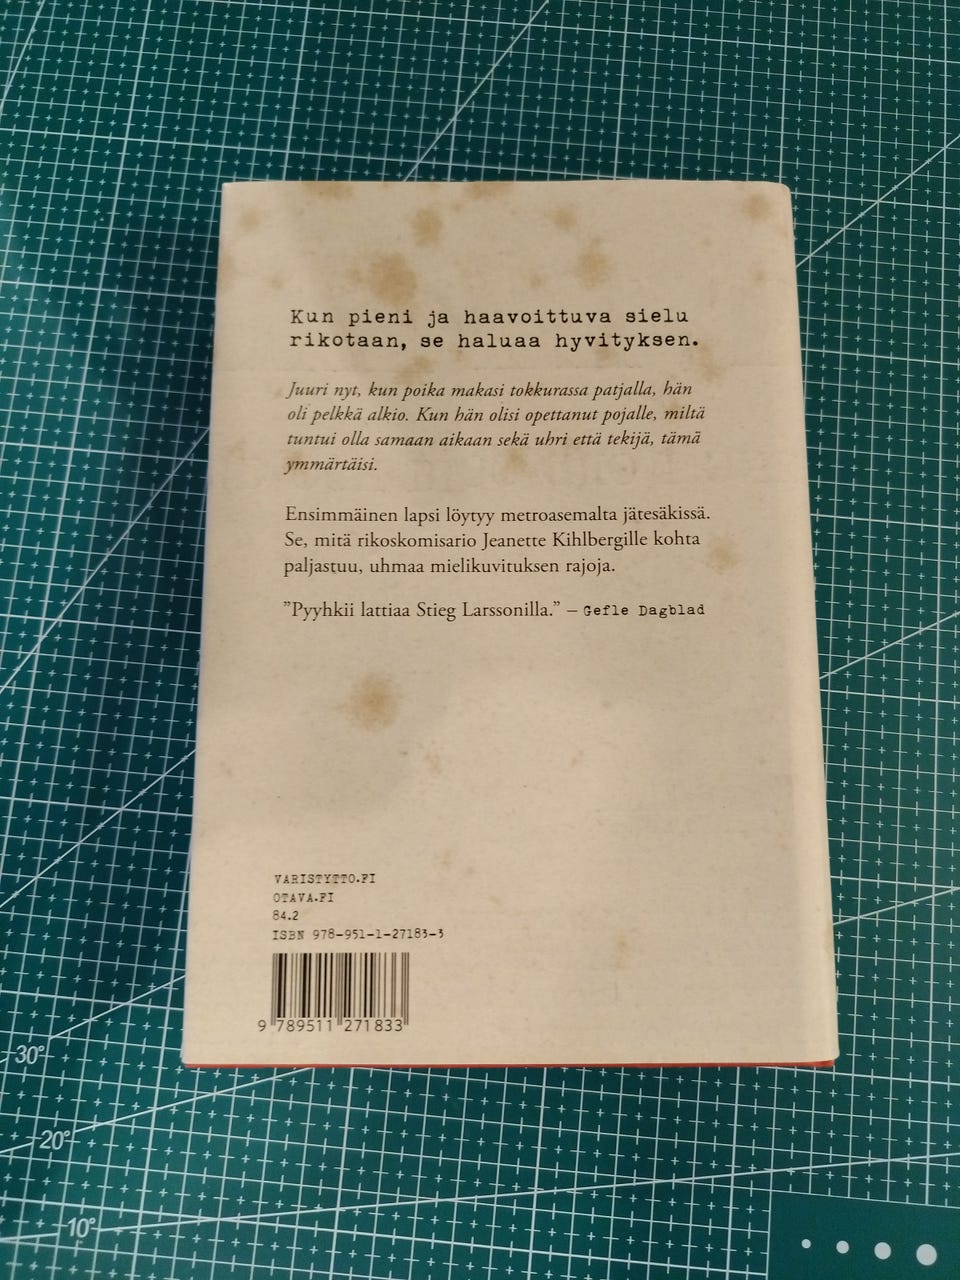 Kun pieni ja haavoittuva sielu
rikotaan, se haluaa hyvityksen.
Juuri nyt, kun poika makasi tokkurassa patjalla, hän
oli pelkkä alkio. Kun hän olisi opettanut pojalle, miltä
tuntui olla samaan aikaan sekä uhri että tekijä, tämä
ymmärtäisi.
Ensimmäinen lapsi löytyy metroasemalta jätesäkissä.
Se, mitä rikoskomisario Jeanette Kihlbergille kohta
paljastuu, uhmaa mielikuvituksen rajoja.
”Pyyhkii lattiaa Stieg Larssonilla.” – Gefle Dagblad
VARISTYTTO.FI
OTAVA.FI
84.2
ISBN 978-951-1-27183-3
9 789511 271833
30°
20°
10°